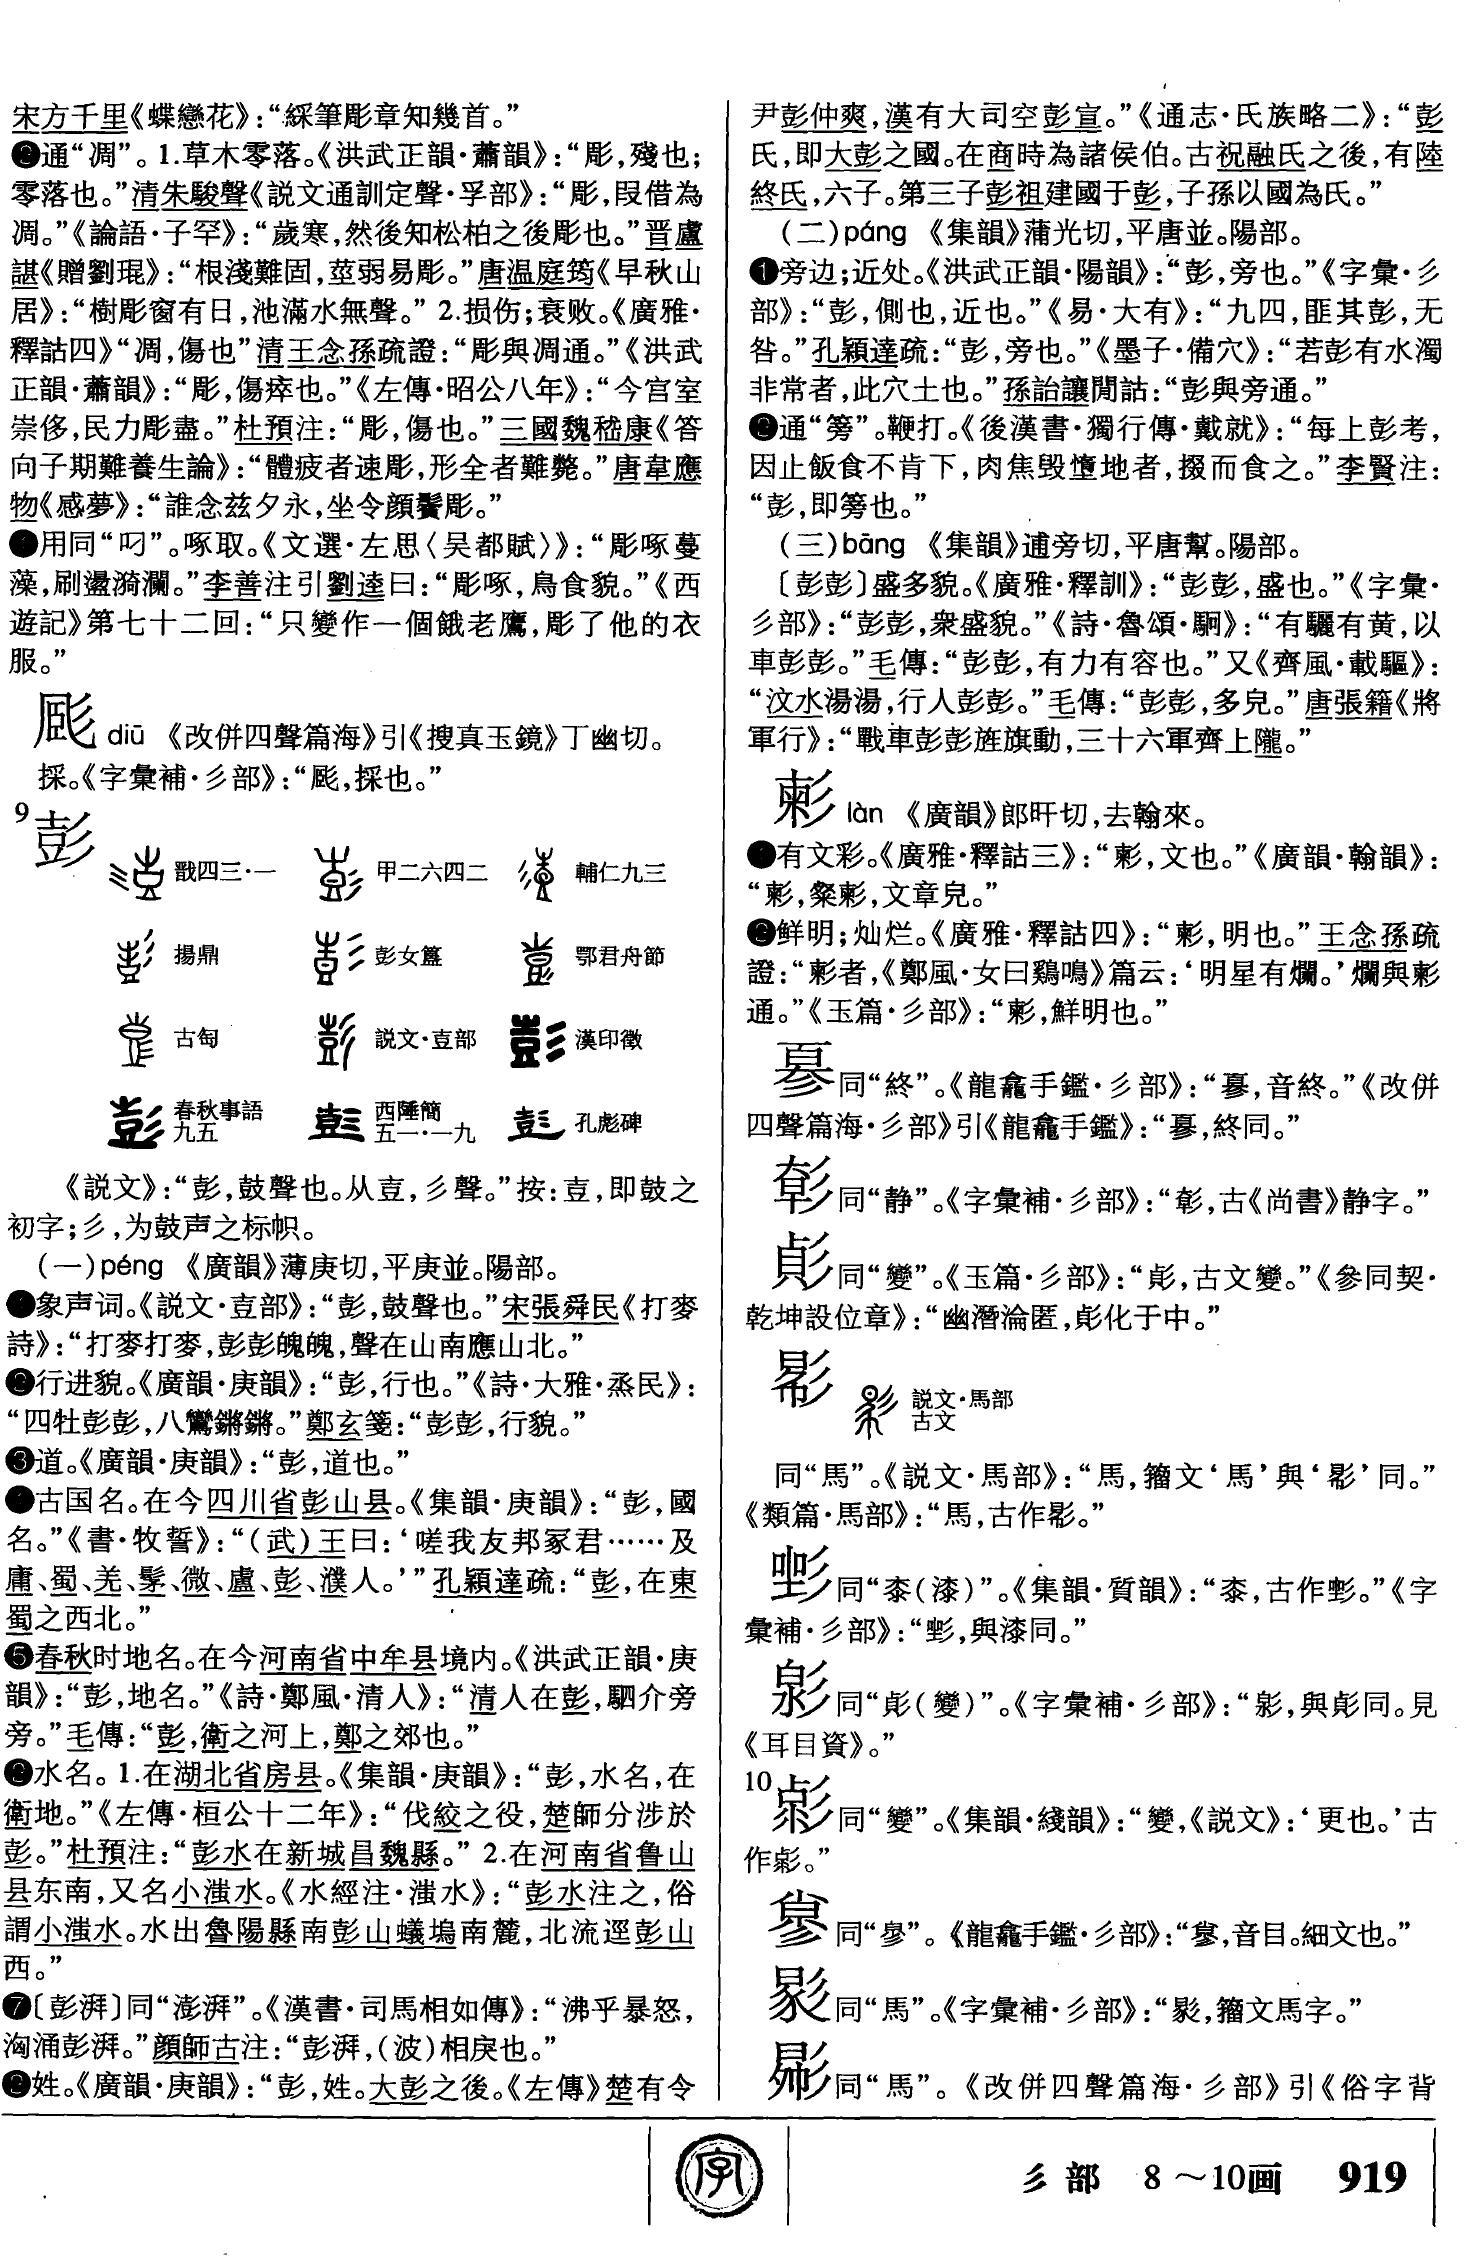 宋方千里《蝶戀花》：“綵筆彫章知幾首。”
❸通“凋”。1.草木零落。《洪武正韻·蕭韻》：“彫，殘也；
零落也。”清朱駿聲《説文通訓定聲·孚部》：“彫，叚借為
凋。”《論語·子罕》：“歲寒，然後知松柏之後彫也。”晋盧
諶《贈劉琨》：“根淺難固，莖弱易彫。”唐温庭筠《早秋山
居》：“樹彫窗有日，池滿水無聲。” 2.损伤；衰败。《廣雅·
釋詁四》“凋，傷也”清王念孫疏證：“彫與凋通。”《洪武
正韻·蕭韻》：“彫，傷瘁也。”《左傳·昭公八年》：“今宫室
崇侈，民力彫盡。”杜預注：“彫，傷也。”三國魏嵇康《答
向子期難養生論》：“體疲者速彫，形全者難斃。”唐韋應
物《感夢》：“誰念兹夕永，坐令顔鬢彫。”
❹用同“叼”。啄取。《文選·左思〈吴都賦〉》：“彫啄蔓
藻，刷盪漪瀾。”李善注引劉逵曰：“彫啄，鳥食貌。”《西
遊記》第七十二回：“只變作一個餓老鷹，彫了他的衣
服。”
diū 《改併四聲篇海》引《搜真玉鏡》丁幽切。
採。《字彙補·彡部》：“，採也。”
9 彭
戬四三·一 甲二六四二 輔仁九三
揚鼎 彭女簋 鄂君舟節
古匋 説文·壴部 漢印徵
春秋事語九五 西陲簡五一·一九 孔彪碑
《説文》：“彭，鼓聲也。从壴，彡聲。”按：壴，即鼓之
初字；彡，为鼓声之标帜。
(一)péng 《廣韻》薄庚切，平庚並。陽部。
❶象声词。《説文·壴部》：“彭，鼓聲也。”宋張舜民《打麥
詩》：“打麥打麥，彭彭魄魄，聲在山南應山北。”
❷行进貌。《廣韻·庚韻》：“彭，行也。”《詩·大雅·烝民》：
“四牡彭彭，八鸞鏘鏘。”鄭玄箋：“彭彭，行貌。”
❸道。《廣韻·庚韻》：“彭，道也。”
❹古国名。在今四川省彭山县。《集韻·庚韻》：“彭，國
名。”《書·牧誓》：“(武)王曰：‘嗟我友邦冢君……及
庸、蜀、羌、髳、微、盧、彭、濮人。’”孔穎達疏：“彭，在東
蜀之西北。”
❺春秋时地名。在今河南省中牟县境内。《洪武正韻·庚
韻》：“彭，地名。”《詩·鄭風·清人》：“清人在彭，駟介旁
旁。”毛傳：“彭，衛之河上，鄭之郊也。”
❻水名。1.在湖北省房县。《集韻·庚韻》：“彭，水名，在
衛地。”《左傳·桓公十二年》：“伐絞之役，楚師分涉於
彭。”杜預注：“彭水在新城昌魏縣。” 2.在河南省鲁山
县东南，又名小滍水。《水經注·滍水》：“彭水注之，俗
謂小滍水。水出魯陽縣南彭山蟻塢南麓，北流逕彭山
西。”
❼〔彭湃〕同“澎湃”。《漢書·司馬相如傳》：“沸乎暴怒，
洶涌彭湃。”顔師古注：“彭湃，(波)相戾也。”
❽姓。《廣韻·庚韻》：“彭，姓。大彭之後。《左傳》楚有令
尹彭仲爽，漢有大司空彭宣。”《通志·氏族略二》：“彭
氏，即大彭之國。在商時為諸侯伯。古祝融氏之後，有陸
終氏，六子。第三子彭祖建國于彭，子孫以國為氏。”
(二)páng 《集韻》蒲光切，平唐並。陽部。
❶旁边；近处。《洪武正韻·陽韻》：“彭，旁也。”《字彙·彡
部》：“彭，側也，近也。”《易·大有》：“九四，匪其彭，无
咎。”孔穎達疏：“彭，旁也。”《墨子·備穴》：“若彭有水濁
非常者，此穴土也。”孫詒讓閒詁：“彭與旁通。”
❷通“篣”。鞭打。《後漢書·獨行傳·戴就》：“每上彭考，
因止飯食不肯下，肉焦毁墮地者，掇而食之。”李賢注：
“彭，即篣也。”
(三)bāng 《集韻》逋旁切，平唐幫。陽部。
〔彭彭〕盛多貌。《廣雅·釋訓》：“彭彭，盛也。”《字彙·
彡部》：“彭彭，衆盛貌。”《詩·魯頌·駉》：“有驪有黄，以
車彭彭。”毛傳：“彭彭，有力有容也。”又《齊風·載驅》：
“汶水湯湯，行人彭彭。”毛傳：“彭彭，多皃。”唐張籍《將
軍行》：“戰車彭彭旌旗動，三十六軍齊上隴。”
làn 《廣韻》郎旰切，去翰來。
❶有文彩。《廣雅·釋詁三》：“，文也。”《廣韻·翰韻》：
“，粲，文章皃。”
❷鲜明；灿烂。《廣雅·釋詁四》：“，明也。”王念孫疏
證：“者，《鄭風·女曰鷄鳴》篇云：‘明星有爛。’爛與
通。”《玉篇·彡部》：“，鮮明也。”
同“終”。《龍龕手鑑·彡部》：“，音終。”《改併
四聲篇海·彡部》引《龍龕手鑑》：“，終同。”
同“静”。《字彙補·彡部》：“，古《尚書》静字。”
同“變”。《玉篇·彡部》：“，古文變。”《參同契·
乾坤設位章》：“幽潛淪匿，化于中。”
説文·馬部
古文
同“馬”。《説文·馬部》：“馬，籀文‘馬’與‘’同。”
《類篇·馬部》：“馬，古作。”
同“桼(漆)”。《集韻·質韻》：“桼，古作。”《字
彙補·彡部》：“，與漆同。”
同“(變)”。《字彙補·彡部》：“，與同。見
《耳目資》。”
10 同“變”。《集韻·綫韻》：“變，《説文》：‘更也。’古
作。”
同“㣎”。《龍龕手鑑·彡部》：“，音目。細文也。”
同“馬”。《字彙補·彡部》：“，籀文馬字。”
同“馬”。《改併四聲篇海·彡部》引《俗字背
字
彡部 8～10画 919